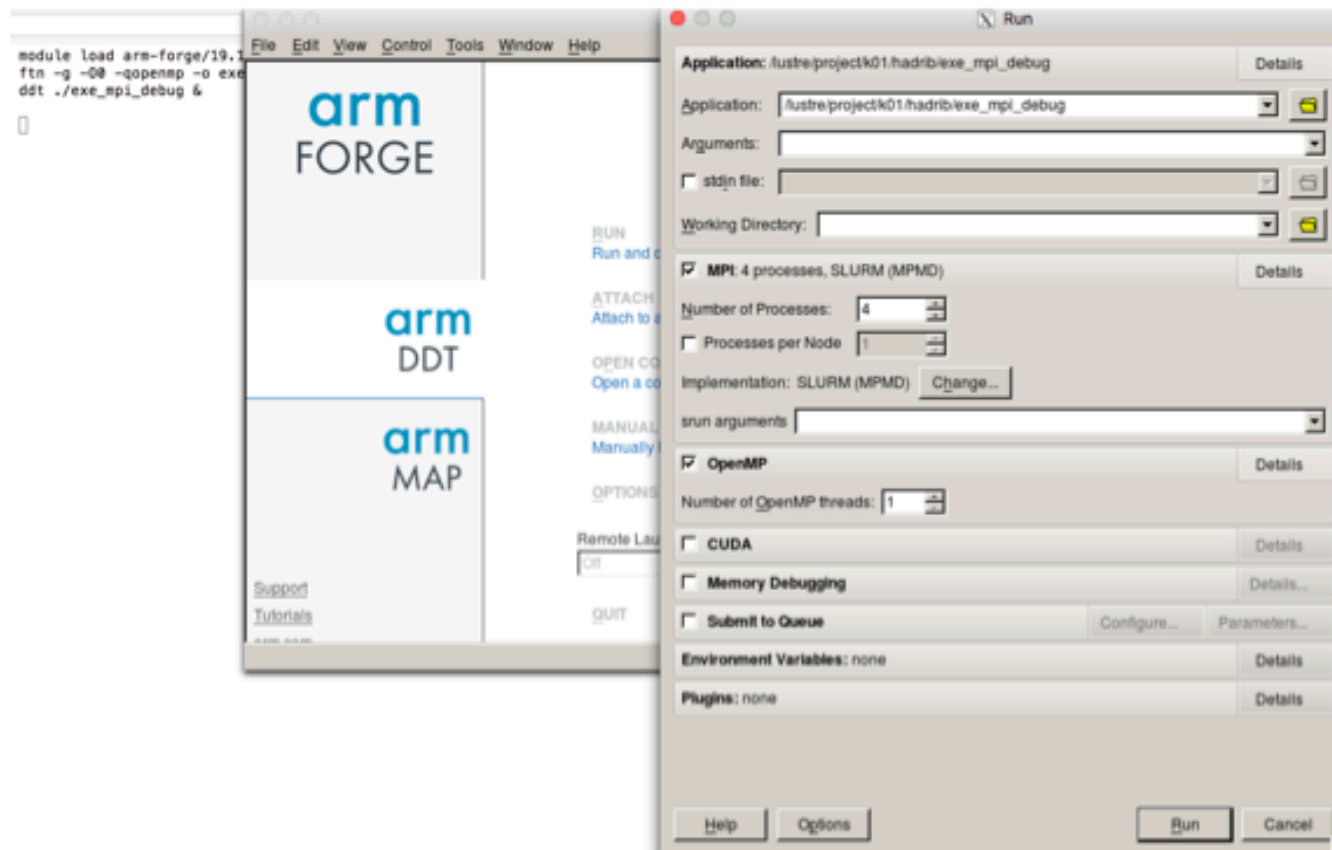 module load arm-forge/19.1
ftn -g -O0 -qopenmp -o exe
ddt ./exe_mpi_debug &
File Edit View Control Tools Window Help
arm
FORGE
arm
DDT
arm
MAP
Support
Tutorials
arm.com
RUN
Run and
ATTACH
Attach to a
OPEN CO
Open a co
MANUAL
Manually
OPTIONS
Remote Lau
Off
QUIT
X Run
Application: /lustre/project/k01/hadrib/exe_mpi_debug Details
Application: /lustre/project/k01/hadrib/exe_mpi_debug
Arguments:
stdin file:
Working Directory:
MPI: 4 processes, SLURM (MPMD) Details
Number of Processes: 4
Processes per Node 1
Implementation: SLURM (MPMD) Change...
srun arguments
OpenMP Details
Number of OpenMP threads: 1
CUDA Details
Memory Debugging Details...
Submit to Queue Configure... Parameters...
Environment Variables: none Details
Plugins: none Details
Help Options Run Cancel